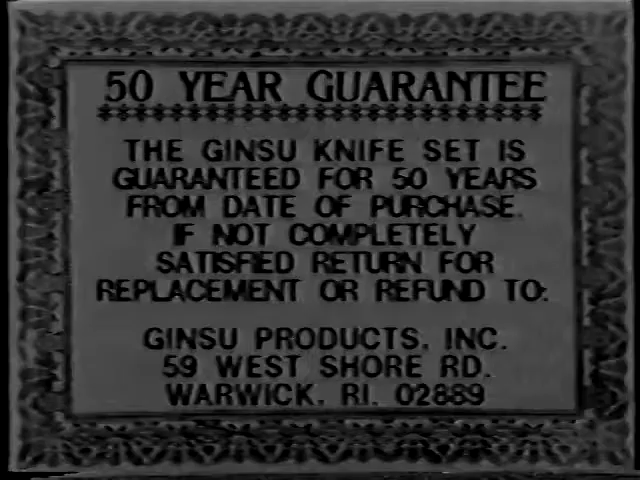 50 YEAR GUARANTEE
THE GINSU KNIFE SET IS
GUARANTEED FOR 50 YEARS
FROM DATE OF PURCHASE.
IF NOT COMPLETELY
SATISFIED RETURN FOR
REPLACEMENT OR REFUND TO:
GINSU PRODUCTS, INC.
59 WEST SHORE RD.
WARWICK, RI. 02889